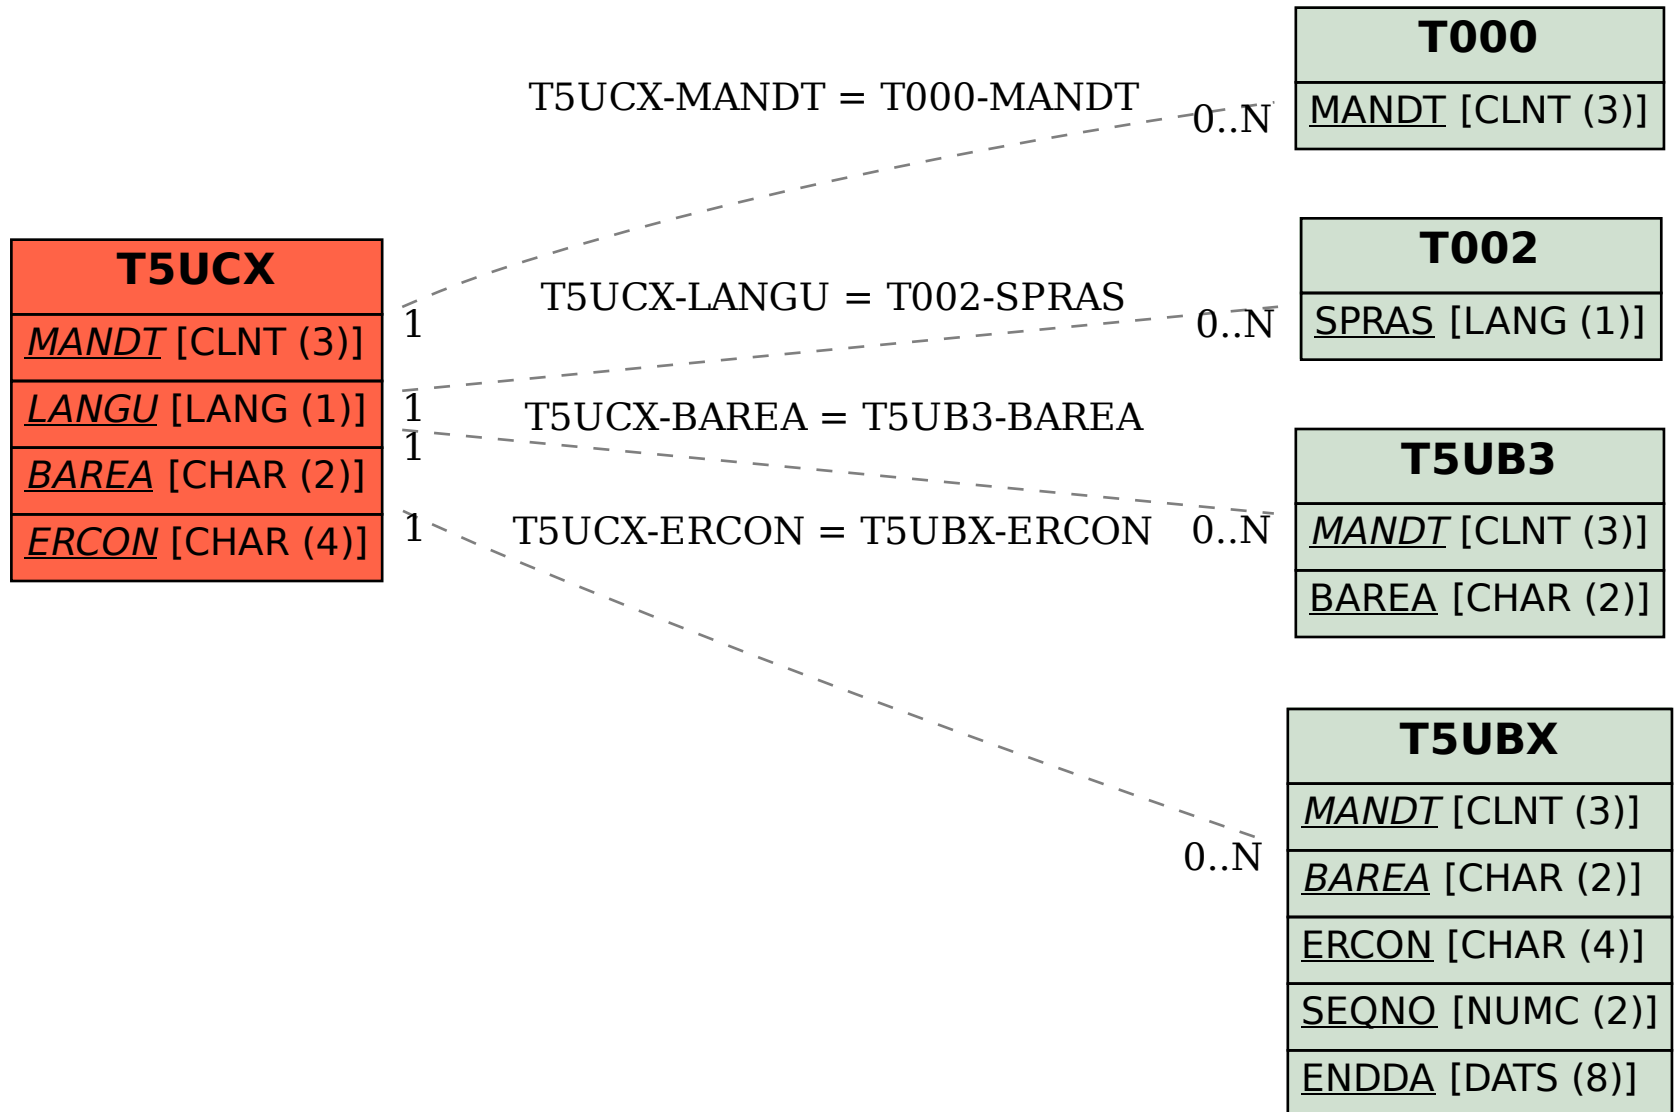 T000
MANDT [CLNT (3)]
T5UCX-MANDT = T000-MANDT
0..N
T002
SPRAS [LANG (1)]
T5UCX
MANDT [CLNT (3)]
LANGU [LANG (1)]
BAREA [CHAR (2)]
ERCON [CHAR (4)]
1
T5UCX-LANGU = T002-SPRAS
0..N
1
T5UCX-BAREA = T5UB3-BAREA
1
T5UB3
MANDT [CLNT (3)]
BAREA [CHAR (2)]
1
T5UCX-ERCON = T5UBX-ERCON
0..N
T5UBX
MANDT [CLNT (3)]
BAREA [CHAR (2)]
ERCON [CHAR (4)]
SEQNO [NUMC (2)]
ENDDA [DATS (8)]
0..N